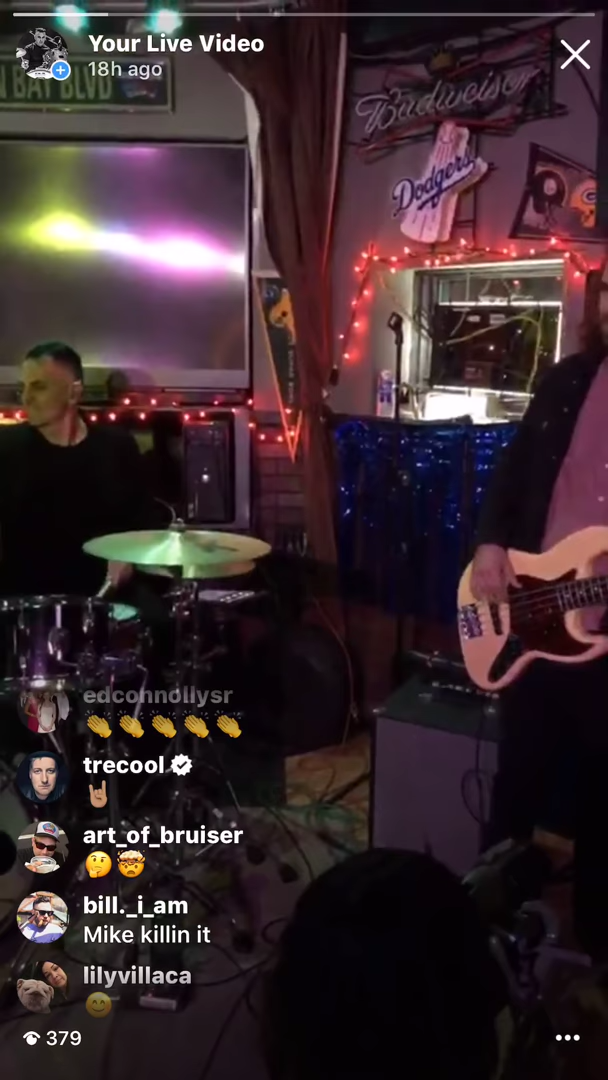 Your Live Video
18h ago
N BAY BLVD
Budweiser
Dodgers
edconnollysr
👏👏👏👏👏
trecool
🤘🏼
art_of_bruiser
🤔🤯
bill._i_am
Mike killin it
lilyvillaca
😊
379